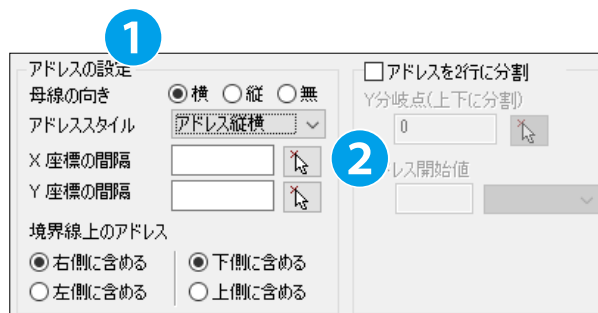 1
アドレスの設定
母線の向き 横 縦 無
アドレススタイル アドレス縦横
X 座標の間隔
Y 座標の間隔
境界線上のアドレス
右側に含める 下側に含める
左側に含める 上側に含める
2
アドレスを2行に分割
Y分岐点(上下に分割)
0
レス開始値